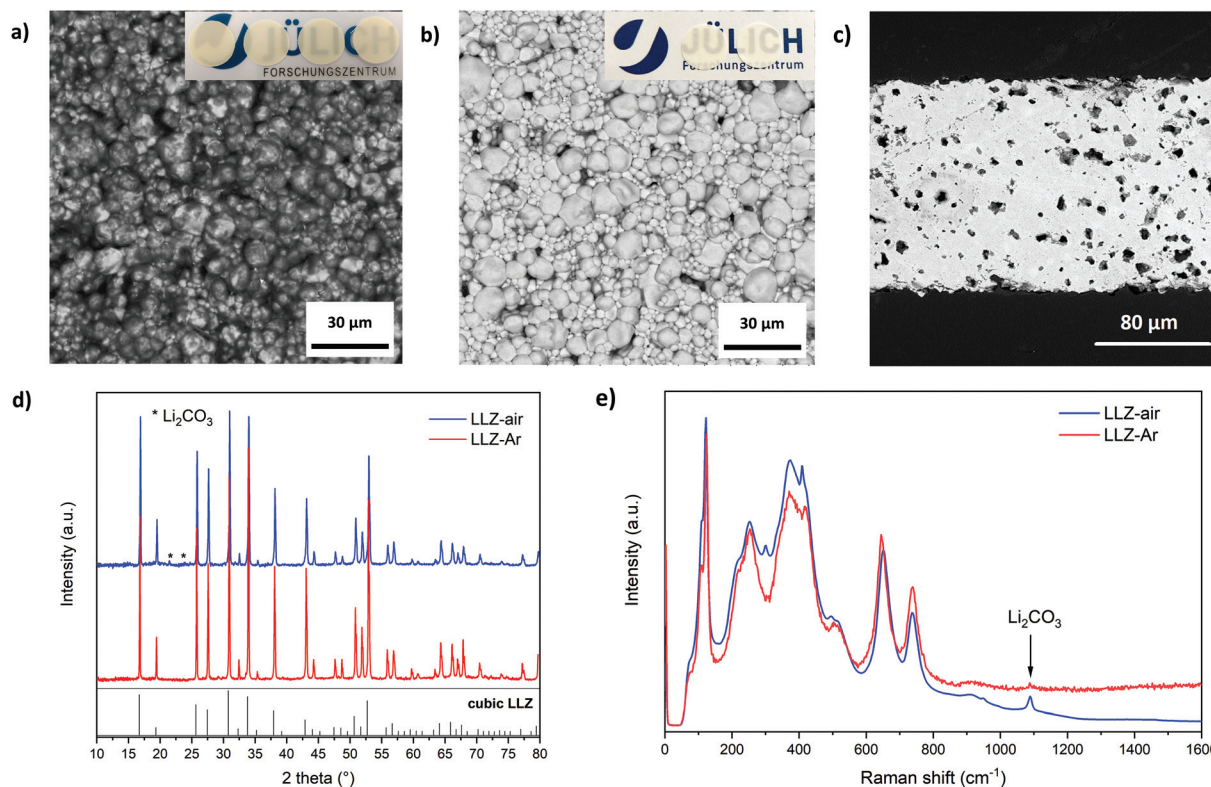 a)
JÜLICH
FORSCHUNGSZENTRUM
30 µm
b)
JÜLICH
Forschungszentrum
30 µm
c)
80 µm
d)
* Li₂CO₃
LLZ-air
LLZ-Ar
* *
Intensity (a.u.)
cubic LLZ
10 15 20 25 30 35 40 45 50 55 60 65 70 75 80
2 theta (°)
e)
LLZ-air
LLZ-Ar
Li₂CO₃
Intensity (a.u.)
0 200 400 600 800 1000 1200 1400 1600
Raman shift (cm⁻¹)